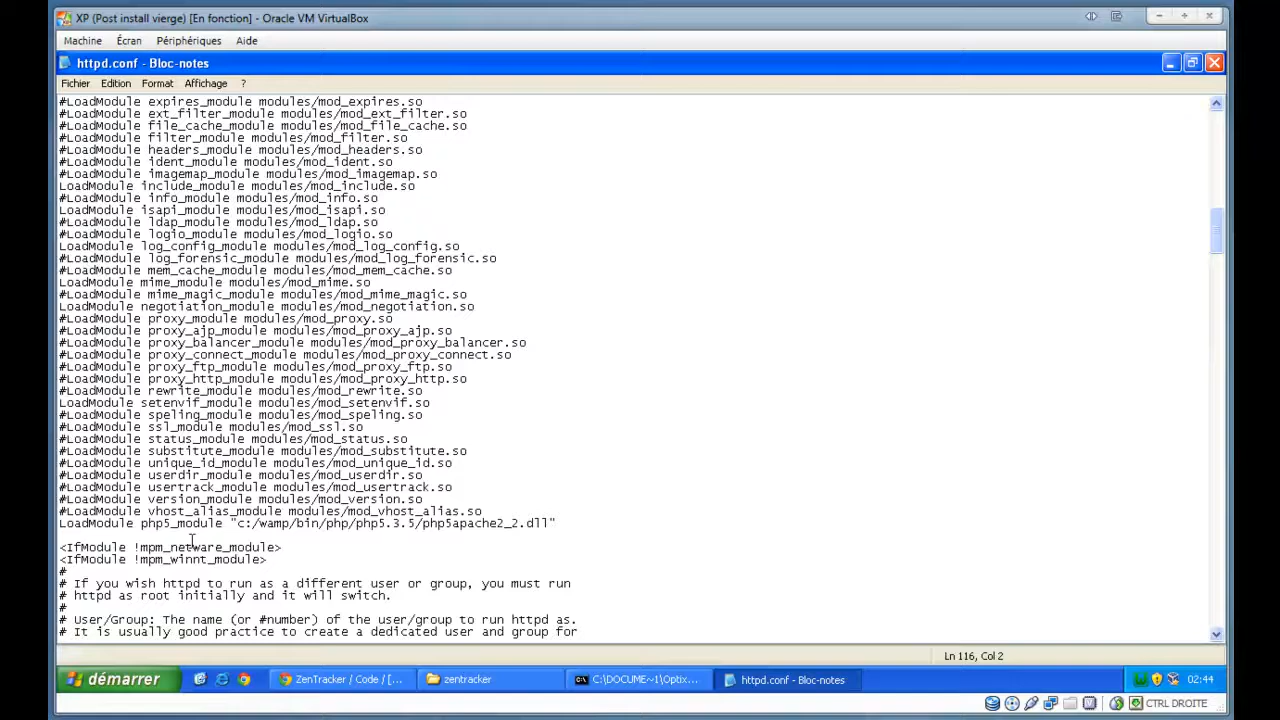 XP (Post install vierge) [En fonction] - Oracle VM VirtualBox
Machine Écran Périphériques Aide
httpd.conf - Bloc-notes
Fichier Edition Format Affichage ?
#LoadModule expires_module modules/mod_expires.so
#LoadModule ext_filter_module modules/mod_ext_filter.so
#LoadModule file_cache_module modules/mod_file_cache.so
#LoadModule filter_module modules/mod_filter.so
#LoadModule headers_module modules/mod_headers.so
#LoadModule ident_module modules/mod_ident.so
#LoadModule imagemap_module modules/mod_imagemap.so
LoadModule include_module modules/mod_include.so
#LoadModule info_module modules/mod_info.so
LoadModule isapi_module modules/mod_isapi.so
#LoadModule ldap_module modules/mod_ldap.so
#LoadModule logio_module modules/mod_logio.so
LoadModule log_config_module modules/mod_log_config.so
#LoadModule log_forensic_module modules/mod_log_forensic.so
#LoadModule mem_cache_module modules/mod_mem_cache.so
LoadModule mime_module modules/mod_mime.so
#LoadModule mime_magic_module modules/mod_mime_magic.so
LoadModule negotiation_module modules/mod_negotiation.so
#LoadModule proxy_module modules/mod_proxy.so
#LoadModule proxy_ajp_module modules/mod_proxy_ajp.so
#LoadModule proxy_balancer_module modules/mod_proxy_balancer.so
#LoadModule proxy_connect_module modules/mod_proxy_connect.so
#LoadModule proxy_ftp_module modules/mod_proxy_ftp.so
#LoadModule proxy_http_module modules/mod_proxy_http.so
#LoadModule rewrite_module modules/mod_rewrite.so
LoadModule setenvif_module modules/mod_setenvif.so
#LoadModule speling_module modules/mod_speling.so
#LoadModule ssl_module modules/mod_ssl.so
#LoadModule status_module modules/mod_status.so
#LoadModule substitute_module modules/mod_substitute.so
#LoadModule unique_id_module modules/mod_unique_id.so
#LoadModule userdir_module modules/mod_userdir.so
#LoadModule usertrack_module modules/mod_usertrack.so
#LoadModule version_module modules/mod_version.so
#LoadModule vhost_alias_module modules/mod_vhost_alias.so
LoadModule php5_module "c:/wamp/bin/php/php5.3.5/php5apache2_2.dll"
<IfModule !mpm_netware_module>
<IfModule !mpm_winnt_module>
#
# If you wish httpd to run as a different user or group, you must run
# httpd as root initially and it will switch.
#
# User/Group: The name (or #number) of the user/group to run httpd as.
# It is usually good practice to create a dedicated user and group for
Ln 116, Col 2
démarrer ZenTracker / Code / [... zentracker C:\DOCUME~1\Optix... httpd.conf - Bloc-notes 02:44
CTRL DROITE